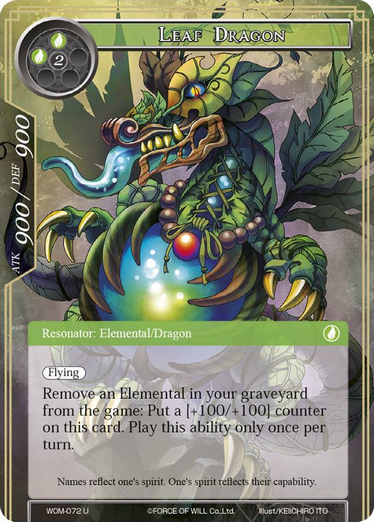 Leaf Dragon
2
ATK 900 / DEF 900
Resonator: Elemental/Dragon
Flying
Remove an Elemental in your graveyard
from the game: Put a [+100/+100] counter
on this card. Play this ability only once per
turn.
Names reflect one's spirit. One's spirit reflects their capability.
WOM-072 U ©FORCE OF WILL Co.,Ltd. Illust/KEIICHIRO ITO